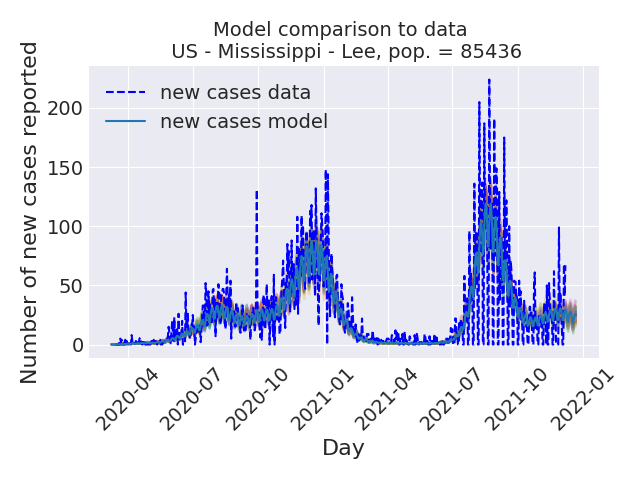 Model comparison to data
US - Mississippi - Lee, pop. = 85436
Number of new cases reported
new cases data
new cases model
200
150
100
50
0
2020-04
2020-07
2020-10
2021-01
2021-04
2021-07
2021-10
2022-01
Day